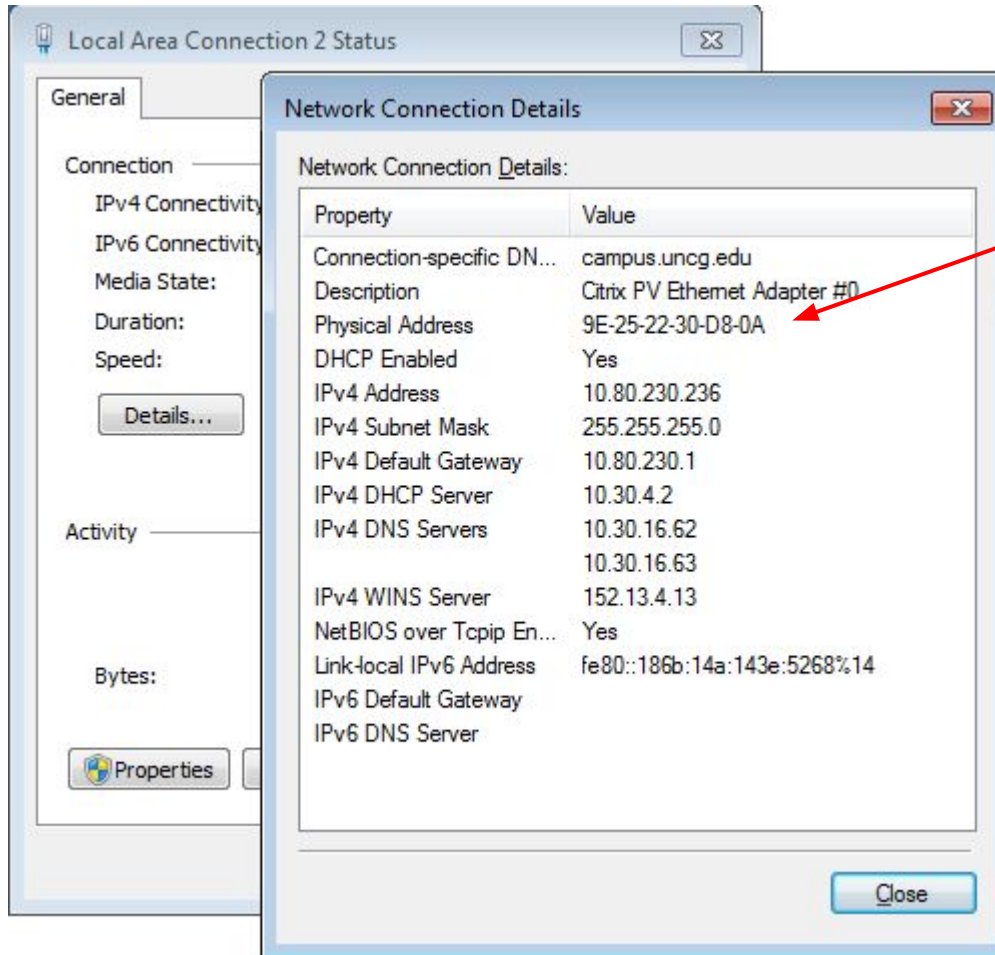 Local Area Connection 2 Status
General
Connection
IPv4 Connectivity
IPv6 Connectivity
Media State:
Duration:
Speed:
Details...
Activity
Bytes:
Properties
Network Connection Details
Network Connection Details:
Property Value
Connection-specific DN... campus.uncg.edu
Description Citrix PV Ethernet Adapter #0
Physical Address 9E-25-22-30-D8-0A
DHCP Enabled Yes
IPv4 Address 10.80.230.236
IPv4 Subnet Mask 255.255.255.0
IPv4 Default Gateway 10.80.230.1
IPv4 DHCP Server 10.30.4.2
IPv4 DNS Servers 10.30.16.62
10.30.16.63
IPv4 WINS Server 152.13.4.13
NetBIOS over Tcpip En... Yes
Link-local IPv6 Address fe80::186b:14a:143e:5268%14
IPv6 Default Gateway
IPv6 DNS Server
Close